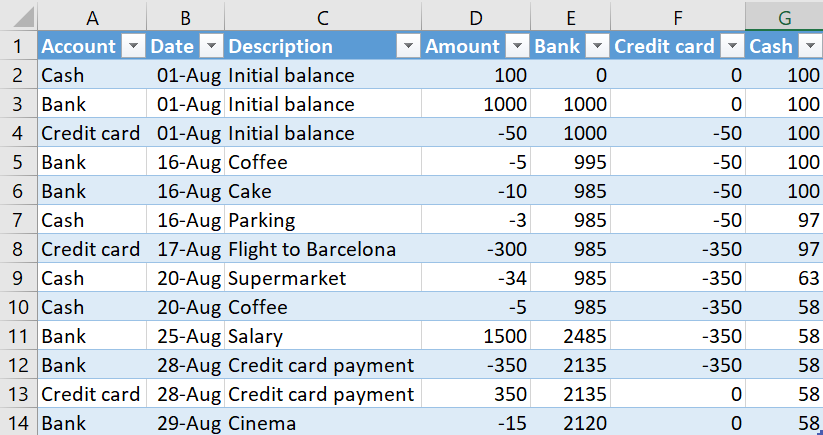 A B C D E F G
1 Account Date Description Amount Bank Credit card Cash
2 Cash 01-Aug Initial balance 100 0 0 100
3 Bank 01-Aug Initial balance 1000 1000 0 100
4 Credit card 01-Aug Initial balance -50 1000 -50 100
5 Bank 16-Aug Coffee -5 995 -50 100
6 Bank 16-Aug Cake -10 985 -50 100
7 Cash 16-Aug Parking -3 985 -50 97
8 Credit card 17-Aug Flight to Barcelona -300 985 -350 97
9 Cash 20-Aug Supermarket -34 985 -350 63
10 Cash 20-Aug Coffee -5 985 -350 58
11 Bank 25-Aug Salary 1500 2485 -350 58
12 Bank 28-Aug Credit card payment -350 2135 -350 58
13 Credit card 28-Aug Credit card payment 350 2135 0 58
14 Bank 29-Aug Cinema -15 2120 0 58